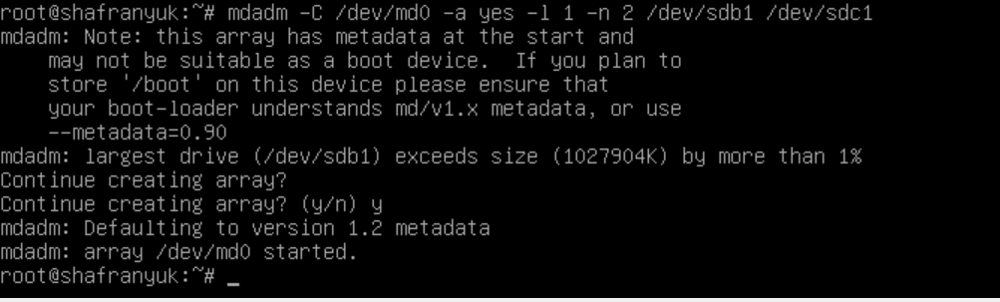 root@shafranyuk:~# mdadm -C /dev/md0 -a yes -l 1 -n 2 /dev/sdb1 /dev/sdc1
mdadm: Note: this array has metadata at the start and
    may not be suitable as a boot device.  If you plan to
    store '/boot' on this device please ensure that
    your boot-loader understands md/v1.x metadata, or use
    --metadata=0.90
mdadm: largest drive (/dev/sdb1) exceeds size (1027904K) by more than 1%
Continue creating array?
Continue creating array? (y/n) y
mdadm: Defaulting to version 1.2 metadata
mdadm: array /dev/md0 started.
root@shafranyuk:~# _